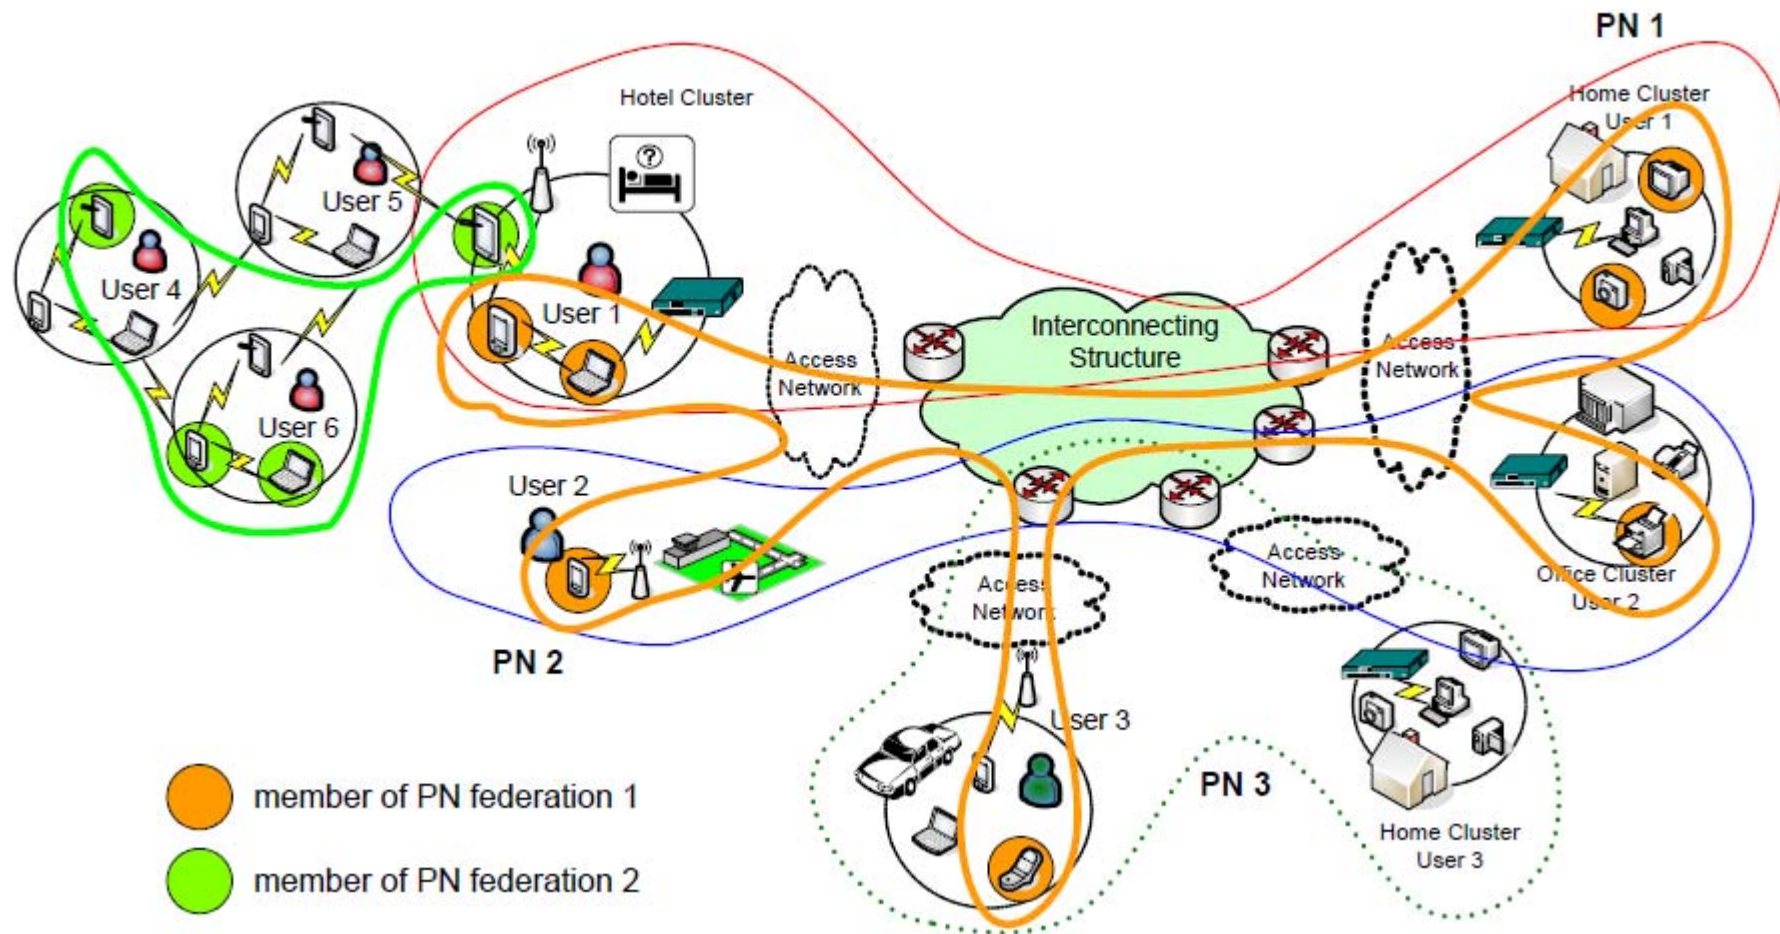 PN 1
Hotel Cluster
Home Cluster
User 1
?
User 5
User 4
User 1
User 6
Interconnecting
Structure
Access
Network
Access
Network
User 2
Access
Network
Access
Network
Office Cluster
User 2
PN 2
User 3
PN 3
Home Cluster
User 3
member of PN federation 1
member of PN federation 2